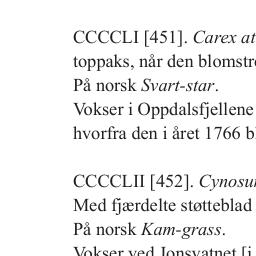 CCCCLI [451]. Carex at
toppaks, når den blomstr
På norsk Svart-star.
Vokser i Oppdalsfjellene
hvorfra den i året 1766 b
CCCCLII [452]. Cynosu
Med fjærdelte støtteblad
På norsk Kam-grass.
Vokser ved Jonsvatnet [i